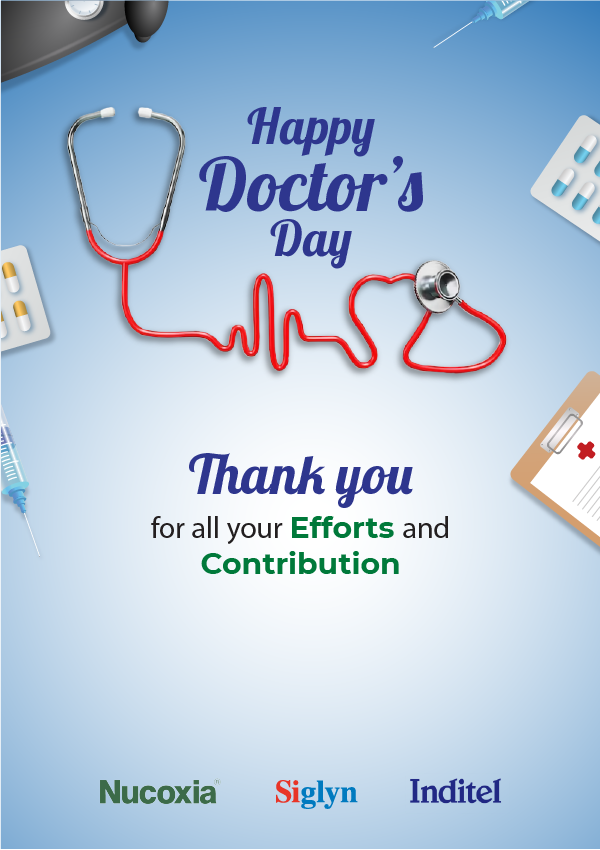 Happy
Doctor's
Day
Thank you
for all your Efforts and
Contribution
Nucoxia Siglyn Inditel